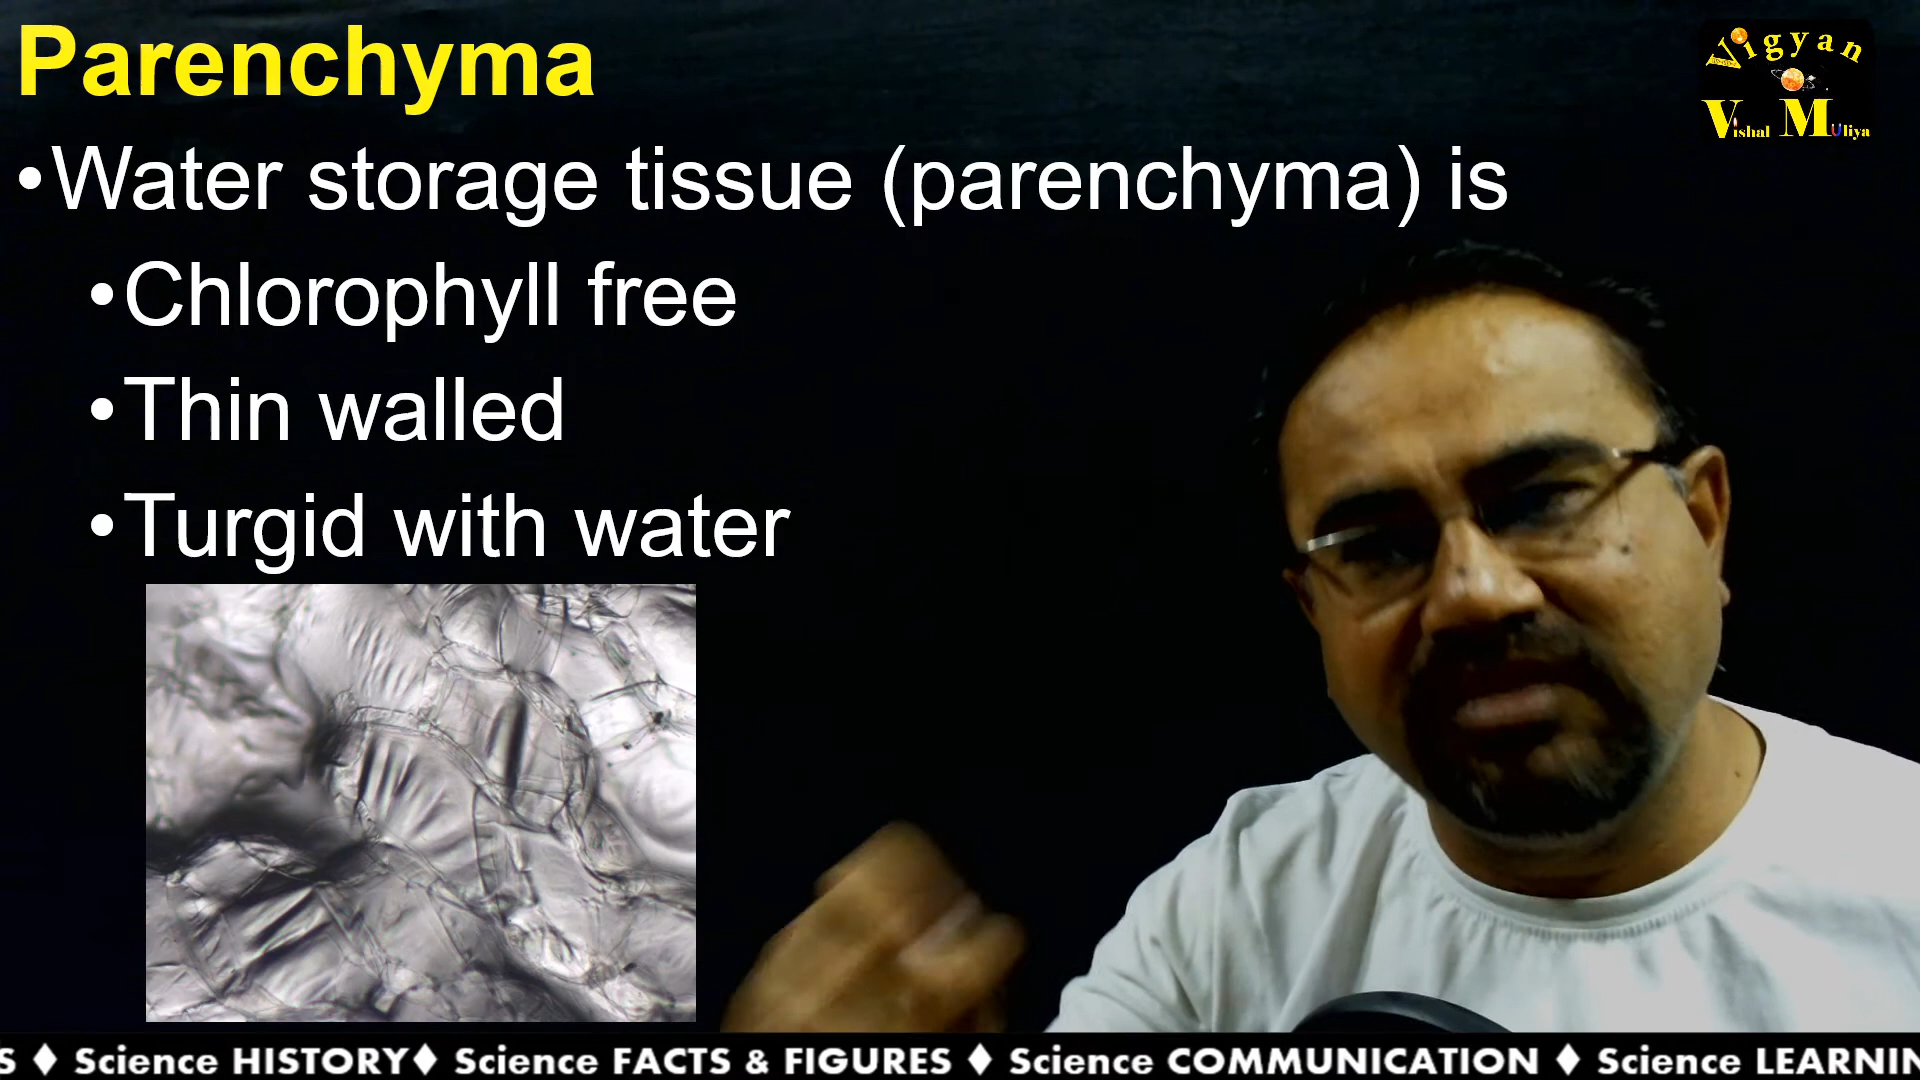 Parenchyma
•Water storage tissue (parenchyma) is
•Chlorophyll free
•Thin walled
•Turgid with water
Vigyan
Vishal Muliya
S ♦ Science HISTORY♦ Science FACTS & FIGURES ♦ Science COMMUNICATION ♦ Science LEARNIN